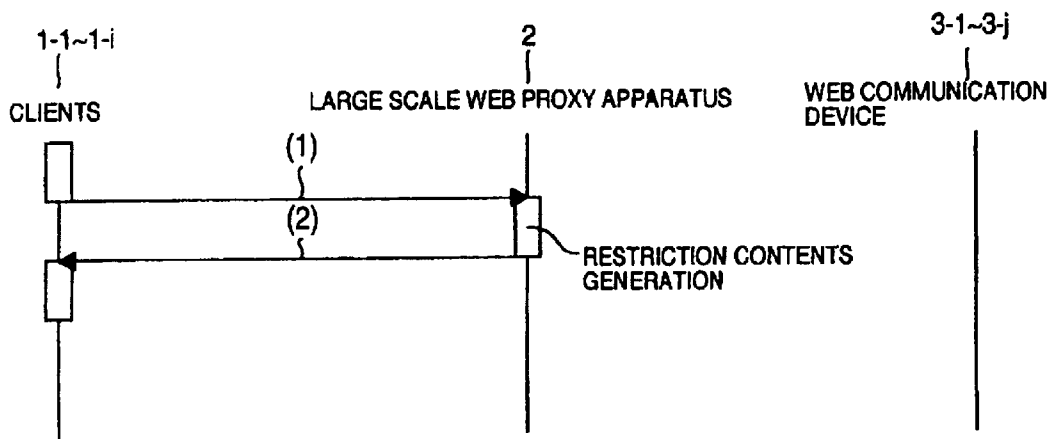 1-1~1-i
2
3-1~3-j
CLIENTS
LARGE SCALE WEB PROXY APPARATUS
WEB COMMUNICATION
DEVICE
(1)
(2)
RESTRICTION CONTENTS
GENERATION